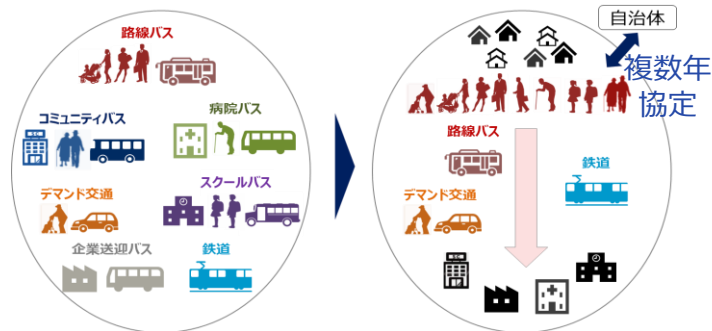 路線バス
コミュニティバス
病院バス
デマンド交通
スクールバス
企業送迎バス
鉄道
自治体
複数年
協定
路線バス
鉄道
デマンド交通